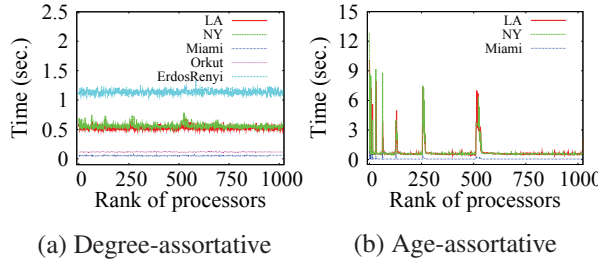 2.5
2
1.5
1
0.5
0
Time (sec.)
LA
NY
Miami
Orkut
ErdosRenyi
0 250 500 750 1000
Rank of processors
(a) Degree-assortative
15
12
9
6
3
0
Time (sec.)
LA
NY
Miami
0 250 500 750 1000
Rank of processors
(b) Age-assortative